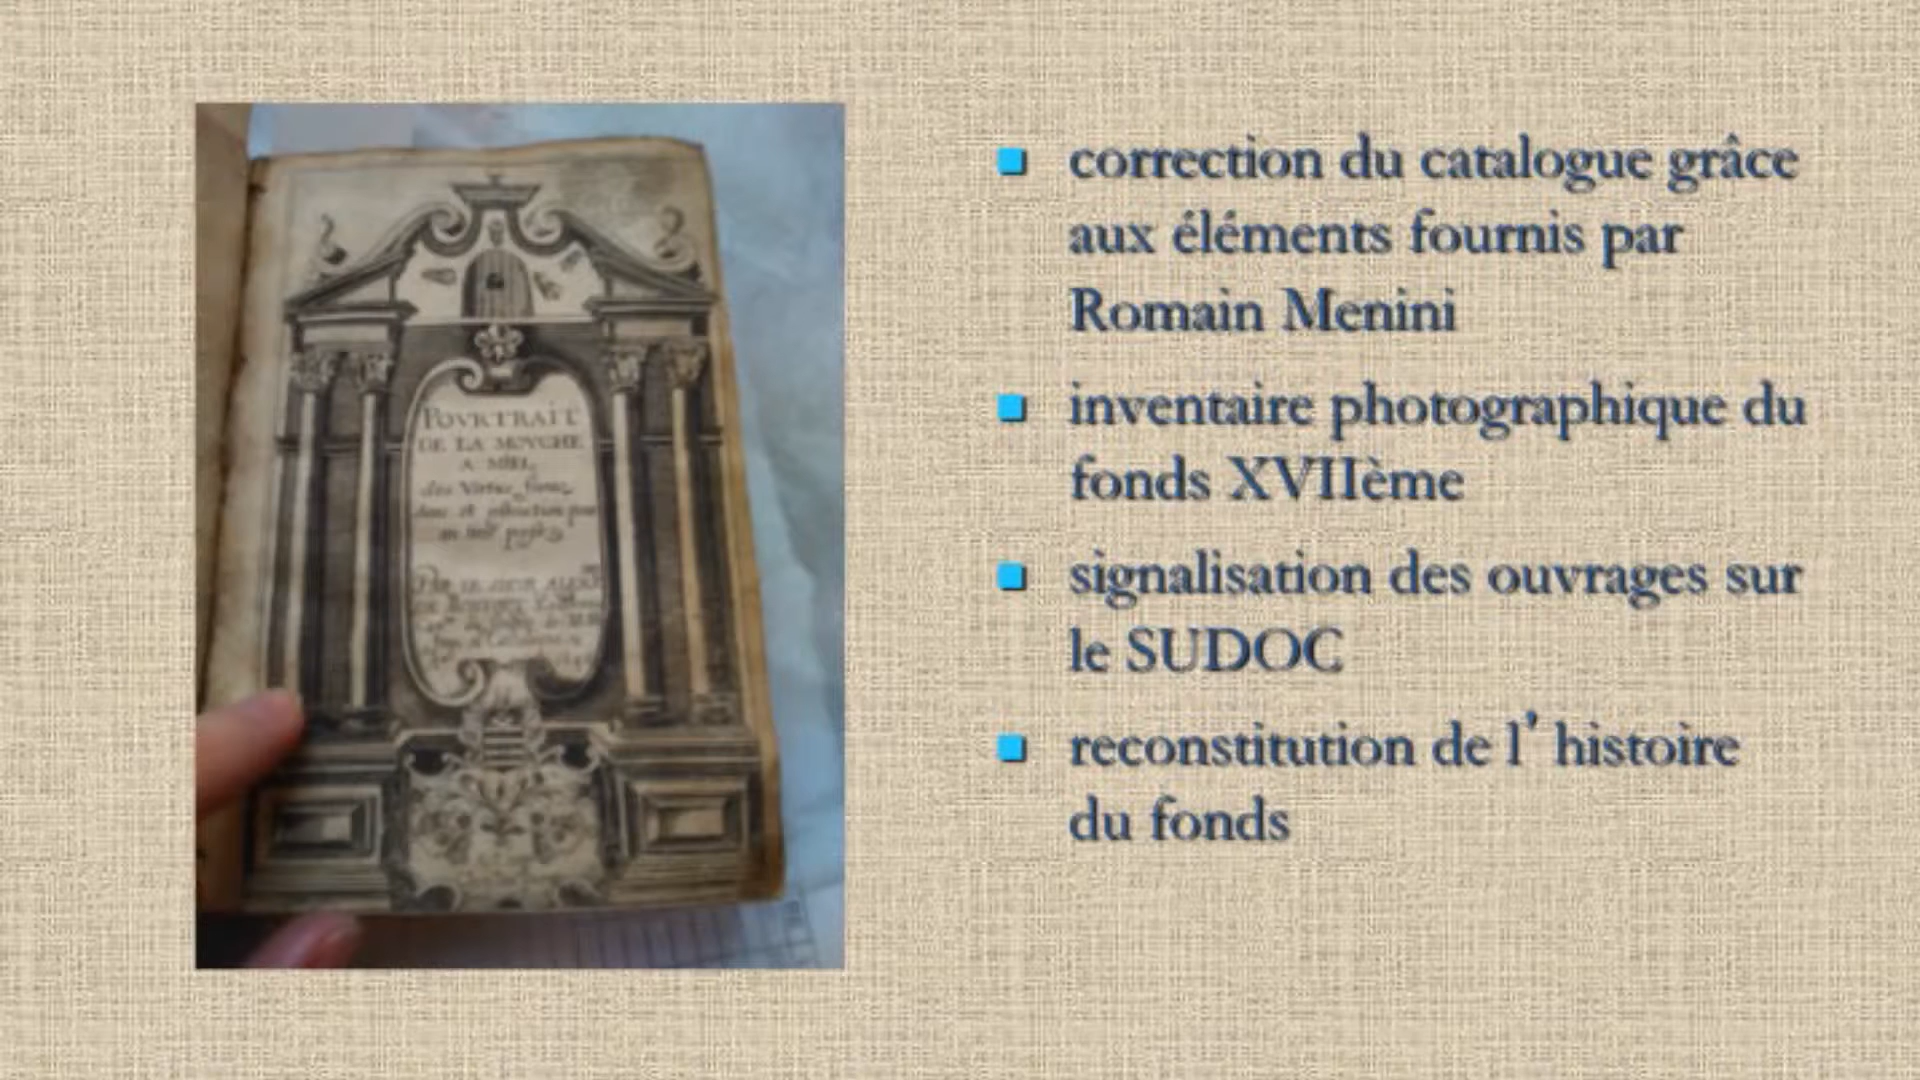 POVRTRAIT
DE LA MOVCHE
A MIEL
correction du catalogue grâce
aux éléments fournis par
Romain Menini
inventaire photographique du
fonds XVIIème
signalisation des ouvrages sur
le SUDOC
reconstitution de l' histoire
du fonds